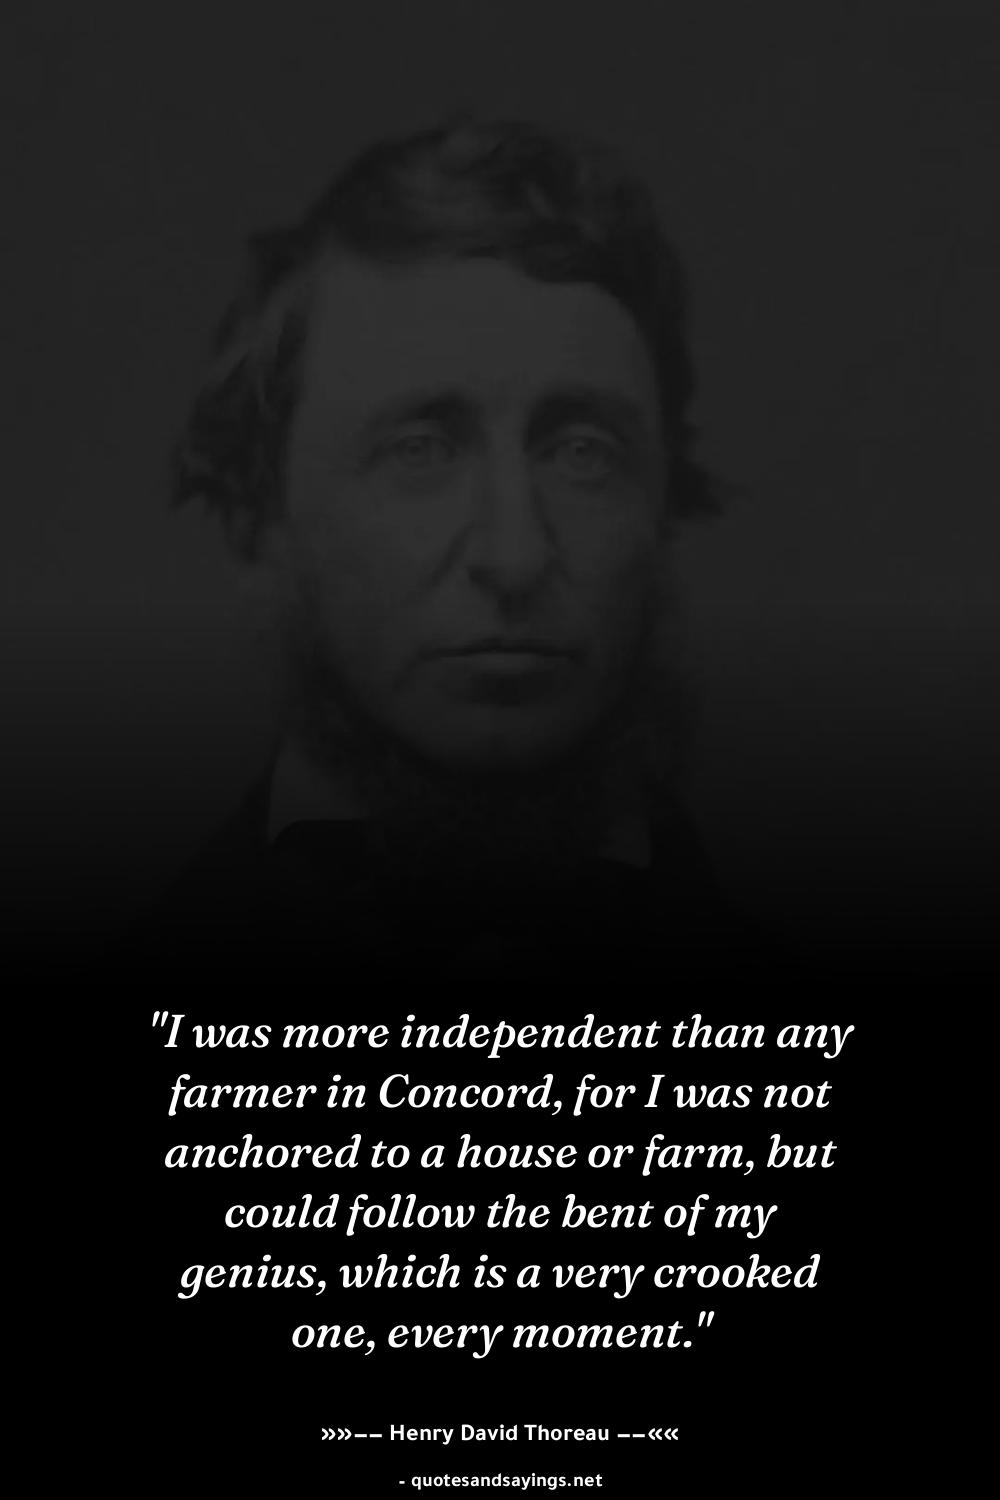 "I was more independent than any
farmer in Concord, for I was not
anchored to a house or farm, but
could follow the bent of my
genius, which is a very crooked
one, every moment."
»»–– Henry David Thoreau ––««
- quotesandsayings.net